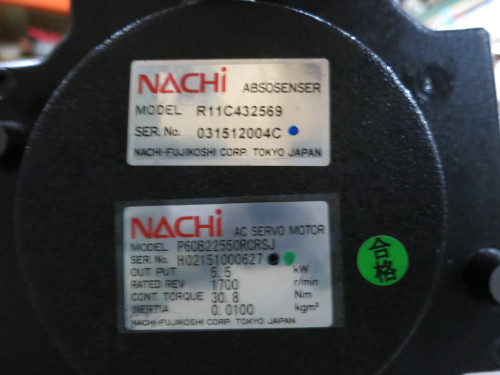 NACHi ABSOSENSER
MODEL R11C432569
SER. No. 031512004C
NACHI-FUJIKOSHI CORP. TOKYO JAPAN
NACHi AC SERVO MOTOR
MODEL P60B22550RCRSJ
SER. No. H02151000627
OUT PUT 5.5 kW
RATED REV 1700 r/min
CONT. TORQUE 30.8 Nm
INERTIA 0.0100 kgm²
NACHI-FUJIKOSHI CORP. TOKYO JAPAN
合格